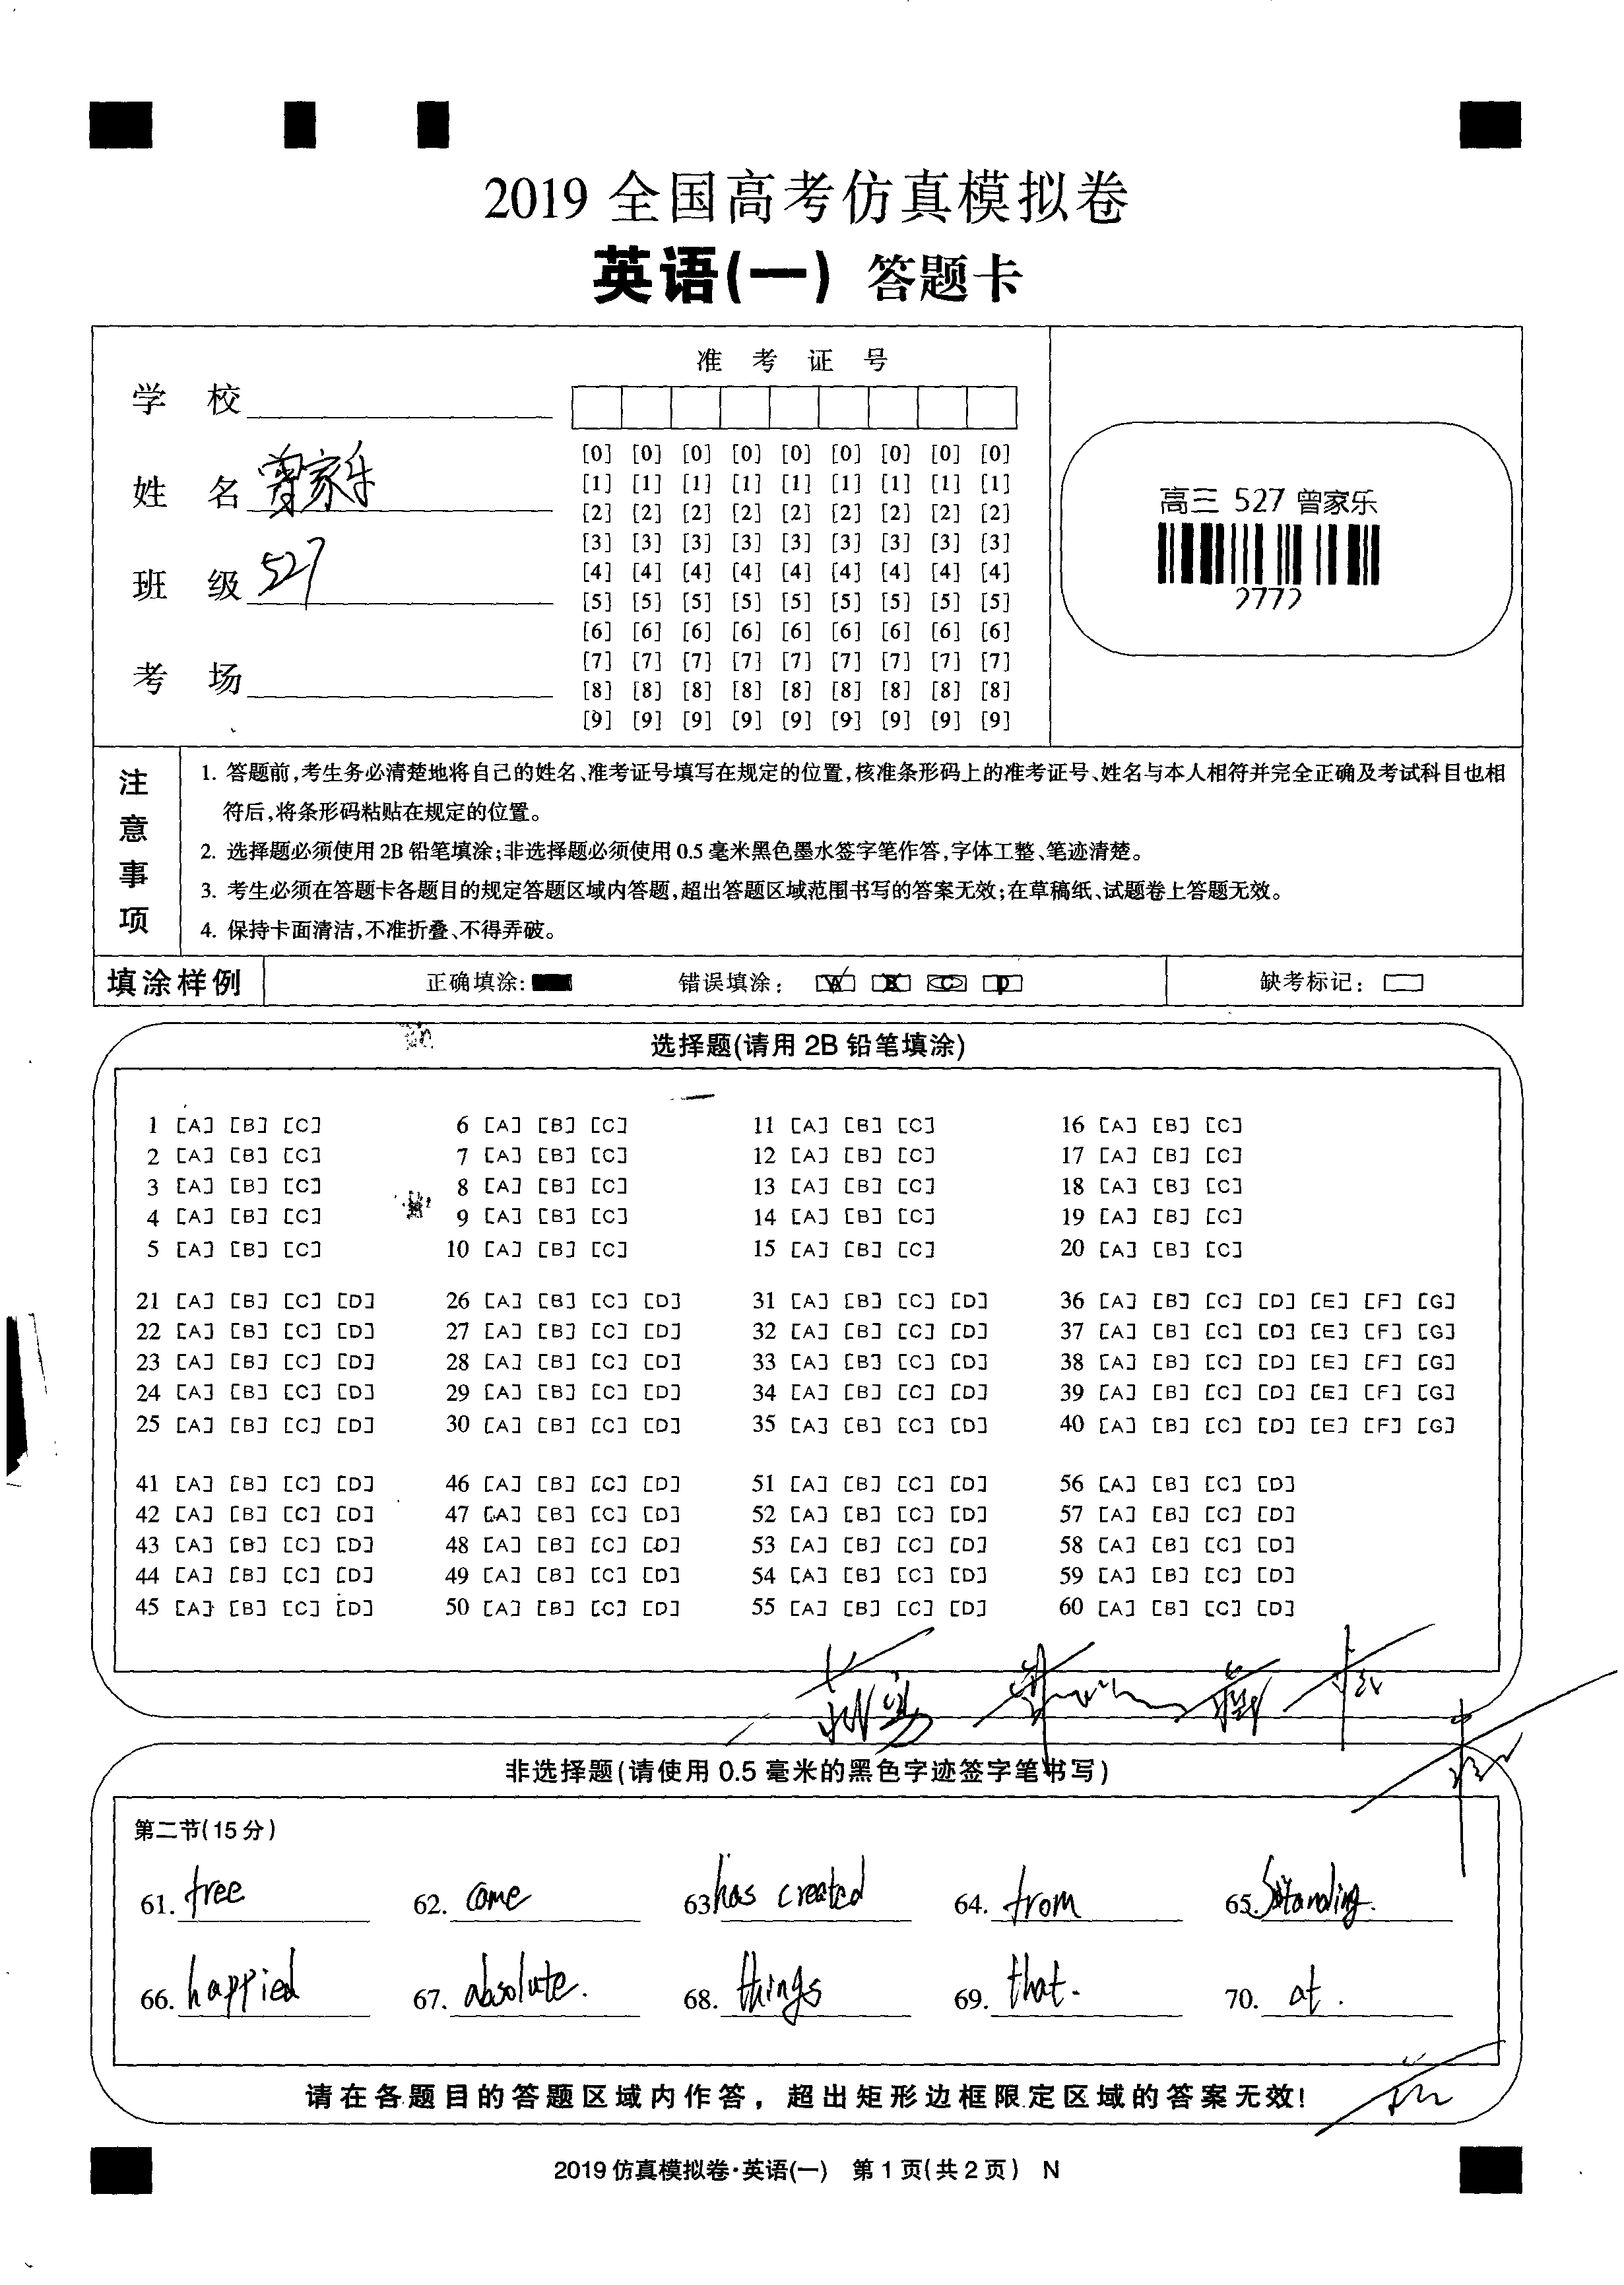 2019 全国高考仿真模拟卷
英语(一) 答题卡
准 考 证 号
学 校
姓 名 曾家乐
班 级 527
考 场
[0] [0] [0] [0] [0] [0] [0] [0] [0]
[1] [1] [1] [1] [1] [1] [1] [1] [1]
[2] [2] [2] [2] [2] [2] [2] [2] [2]
[3] [3] [3] [3] [3] [3] [3] [3] [3]
[4] [4] [4] [4] [4] [4] [4] [4] [4]
[5] [5] [5] [5] [5] [5] [5] [5] [5]
[6] [6] [6] [6] [6] [6] [6] [6] [6]
[7] [7] [7] [7] [7] [7] [7] [7] [7]
[8] [8] [8] [8] [8] [8] [8] [8] [8]
[9] [9] [9] [9] [9] [9] [9] [9] [9]
高三 527 曾家乐
2772
注意事项
1. 答题前,考生务必清楚地将自己的姓名、准考证号填写在规定的位置,核准条形码上的准考证号、姓名与本人相符并完全正确及考试科目也相
符后,将条形码粘贴在规定的位置。
2. 选择题必须使用2B铅笔填涂;非选择题必须使用0.5毫米黑色墨水签字笔作答,字体工整、笔迹清楚。
3. 考生必须在答题卡各题目的规定答题区域内答题,超出答题区域范围书写的答案无效;在草稿纸、试题卷上答题无效。
4. 保持卡面清洁,不准折叠、不得弄破。
填涂样例 正确填涂: 错误填涂: [A] [B] [C] [D] 缺考标记:
选择题(请用2B铅笔填涂)
1 [A] [B] [C] 6 [A] [B] [C] 11 [A] [B] [C] 16 [A] [B] [C]
2 [A] [B] [C] 7 [A] [B] [C] 12 [A] [B] [C] 17 [A] [B] [C]
3 [A] [B] [C] 8 [A] [B] [C] 13 [A] [B] [C] 18 [A] [B] [C]
4 [A] [B] [C] 9 [A] [B] [C] 14 [A] [B] [C] 19 [A] [B] [C]
5 [A] [B] [C] 10 [A] [B] [C] 15 [A] [B] [C] 20 [A] [B] [C]
21 [A] [B] [C] [D] 26 [A] [B] [C] [D] 31 [A] [B] [C] [D] 36 [A] [B] [C] [D] [E] [F] [G]
22 [A] [B] [C] [D] 27 [A] [B] [C] [D] 32 [A] [B] [C] [D] 37 [A] [B] [C] [D] [E] [F] [G]
23 [A] [B] [C] [D] 28 [A] [B] [C] [D] 33 [A] [B] [C] [D] 38 [A] [B] [C] [D] [E] [F] [G]
24 [A] [B] [C] [D] 29 [A] [B] [C] [D] 34 [A] [B] [C] [D] 39 [A] [B] [C] [D] [E] [F] [G]
25 [A] [B] [C] [D] 30 [A] [B] [C] [D] 35 [A] [B] [C] [D] 40 [A] [B] [C] [D] [E] [F] [G]
41 [A] [B] [C] [D] 46 [A] [B] [C] [D] 51 [A] [B] [C] [D] 56 [A] [B] [C] [D]
42 [A] [B] [C] [D] 47 [A] [B] [C] [D] 52 [A] [B] [C] [D] 57 [A] [B] [C] [D]
43 [A] [B] [C] [D] 48 [A] [B] [C] [D] 53 [A] [B] [C] [D] 58 [A] [B] [C] [D]
44 [A] [B] [C] [D] 49 [A] [B] [C] [D] 54 [A] [B] [C] [D] 59 [A] [B] [C] [D]
45 [A] [B] [C] [D] 50 [A] [B] [C] [D] 55 [A] [B] [C] [D] 60 [A] [B] [C] [D]
非选择题(请使用0.5毫米的黑色字迹签字笔书写)
第二节(15分)
61. free 62. come 63. has created 64. from 65. Standing.
66. happied 67. absolute. 68. things 69. that. 70. at.
请在各题目的答题区域内作答，超出矩形边框限定区域的答案无效!
2019仿真模拟卷·英语(一) 第1页(共2页) N